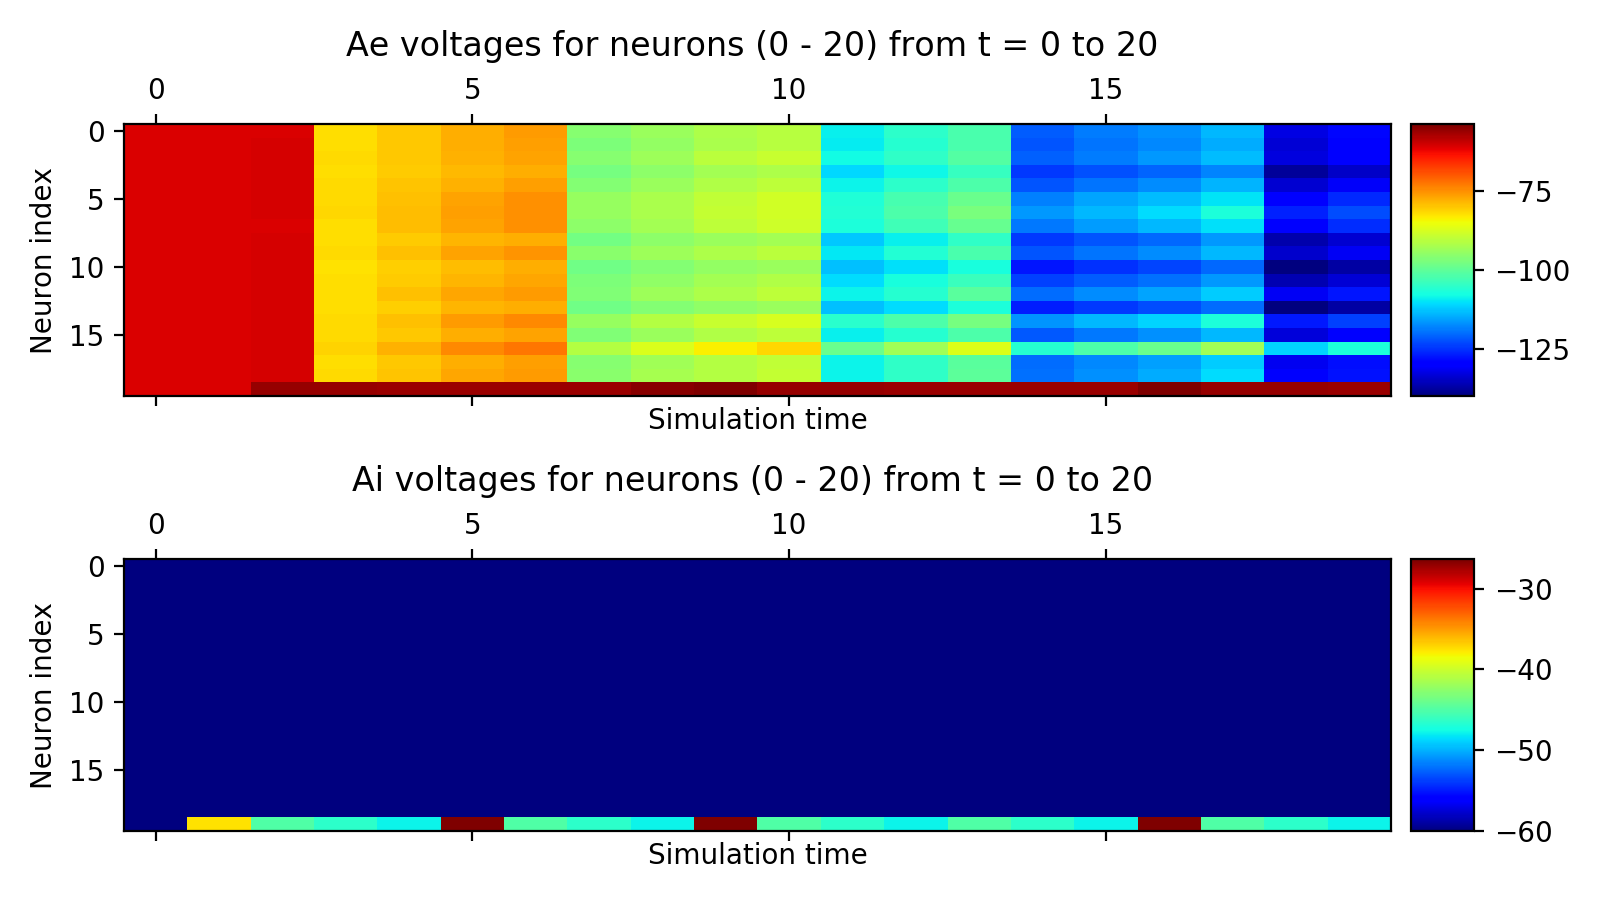 Ae voltages for neurons (0 - 20) from t = 0 to 20
0 5 10 15
Neuron index
0
5
10
15
−75
−100
−125
Simulation time
Ai voltages for neurons (0 - 20) from t = 0 to 20
0 5 10 15
Neuron index
0
5
10
15
−30
−40
−50
−60
Simulation time